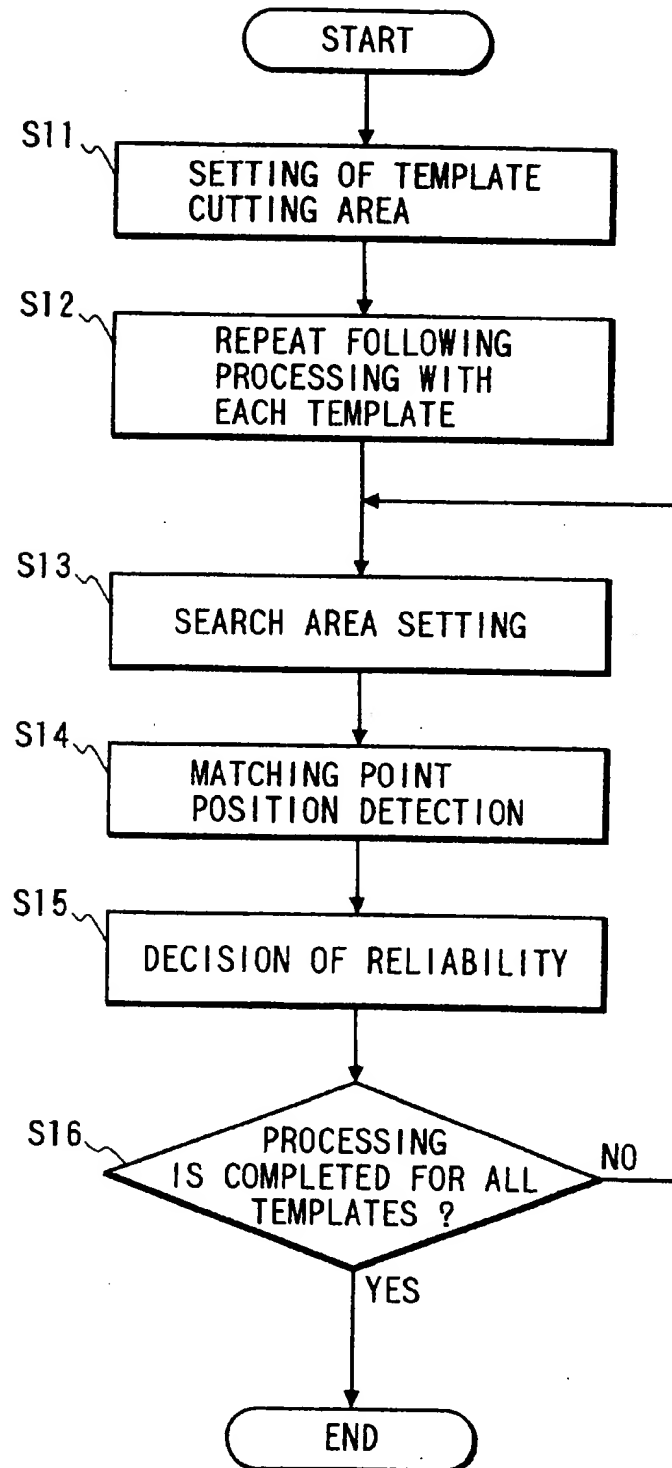 START
S11
SETTING OF TEMPLATE
CUTTING AREA
S12
REPEAT FOLLOWING
PROCESSING WITH
EACH TEMPLATE
S13
SEARCH AREA SETTING
S14
MATCHING POINT
POSITION DETECTION
S15
DECISION OF RELIABILITY
S16
PROCESSING
IS COMPLETED FOR ALL
TEMPLATES ?
NO
YES
END